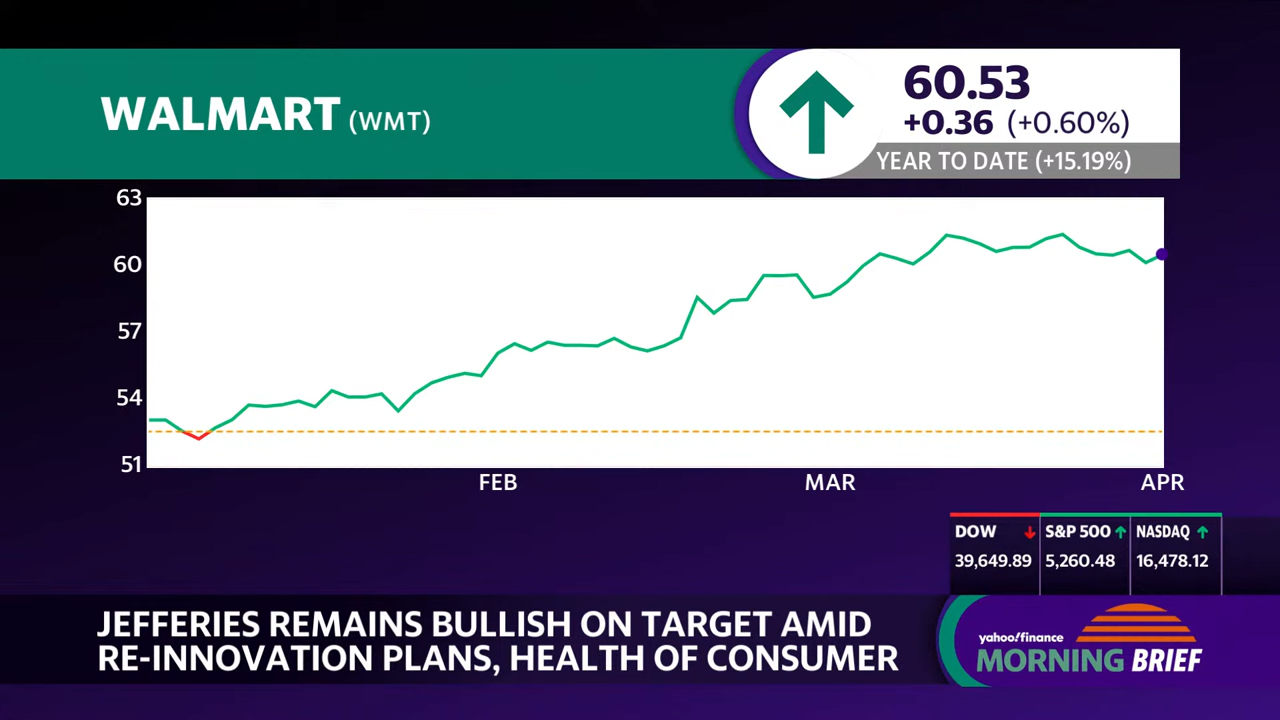 WALMART (WMT)
60.53
+0.36 (+0.60%)
YEAR TO DATE (+15.19%)
63
60
57
54
51
FEB MAR APR
DOW S&P 500 NASDAQ
39,649.89 5,260.48 16,478.12
JEFFERIES REMAINS BULLISH ON TARGET AMID
RE-INNOVATION PLANS, HEALTH OF CONSUMER
yahoo!finance
MORNING BRIEF